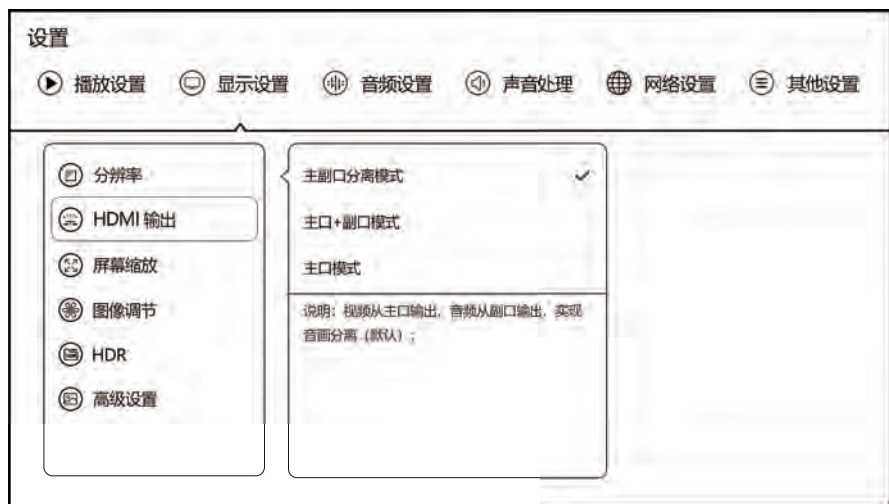 设置
播放设置 显示设置 音频设置 声音处理 网络设置 其他设置
分辨率
HDMI 输出
屏幕缩放
图像调节
HDR
高级设置
主副口分离模式
主口+副口模式
主口模式
说明：视频从主口输出，音频从副口输出，实现
音画分离（默认）;